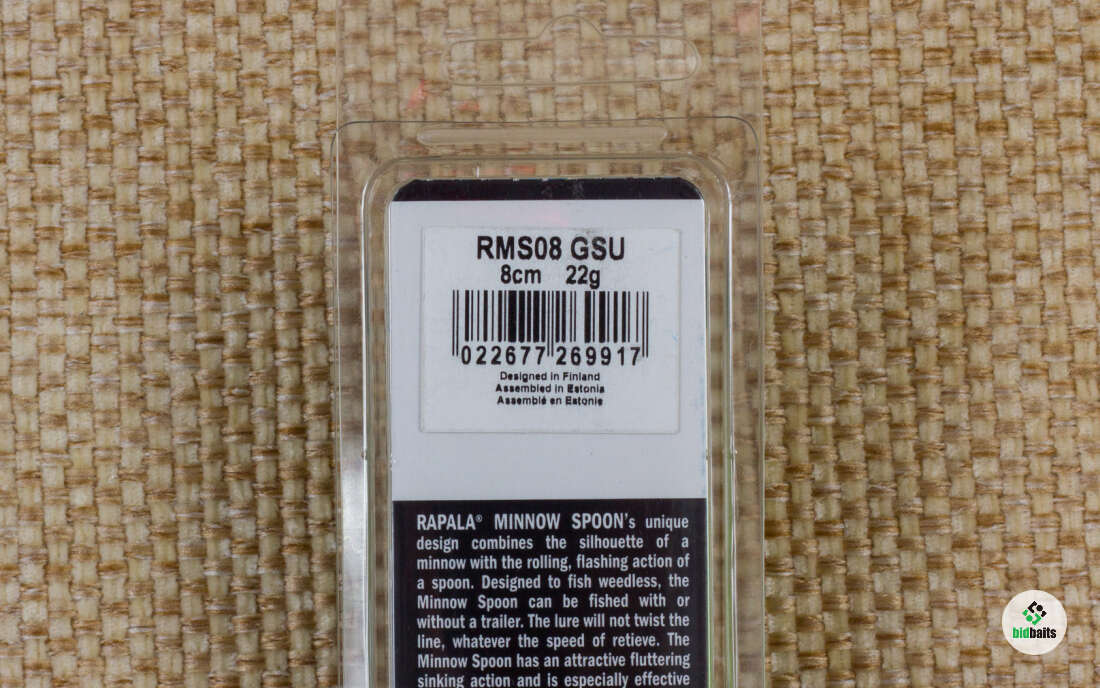 RMS08 GSU
8cm 22g
022677 269917
Designed in Finland
Assembled in Estonia
Assemblé en Estonie
RAPALA® MINNOW SPOON's unique
design combines the silhouette of a
minnow with the rolling, flashing action of
a spoon. Designed to fish weedless, the
Minnow Spoon can be fished with or
without a trailer. The lure will not twist the
line, whatever the speed of retieve. The
Minnow Spoon has an attractive fluttering
sinking action and is especially effective
bidbaits